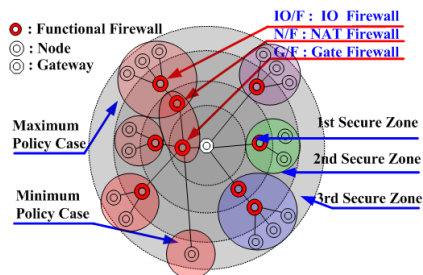 : Functional Firewall
: Node
: Gateway
IO/F : IO Firewall
N/F : NAT Firewall
G/F : Gate Firewall
Maximum
Policy Case
1st Secure Zone
2nd Secure Zone
Minimum
Policy Case
3rd Secure Zone